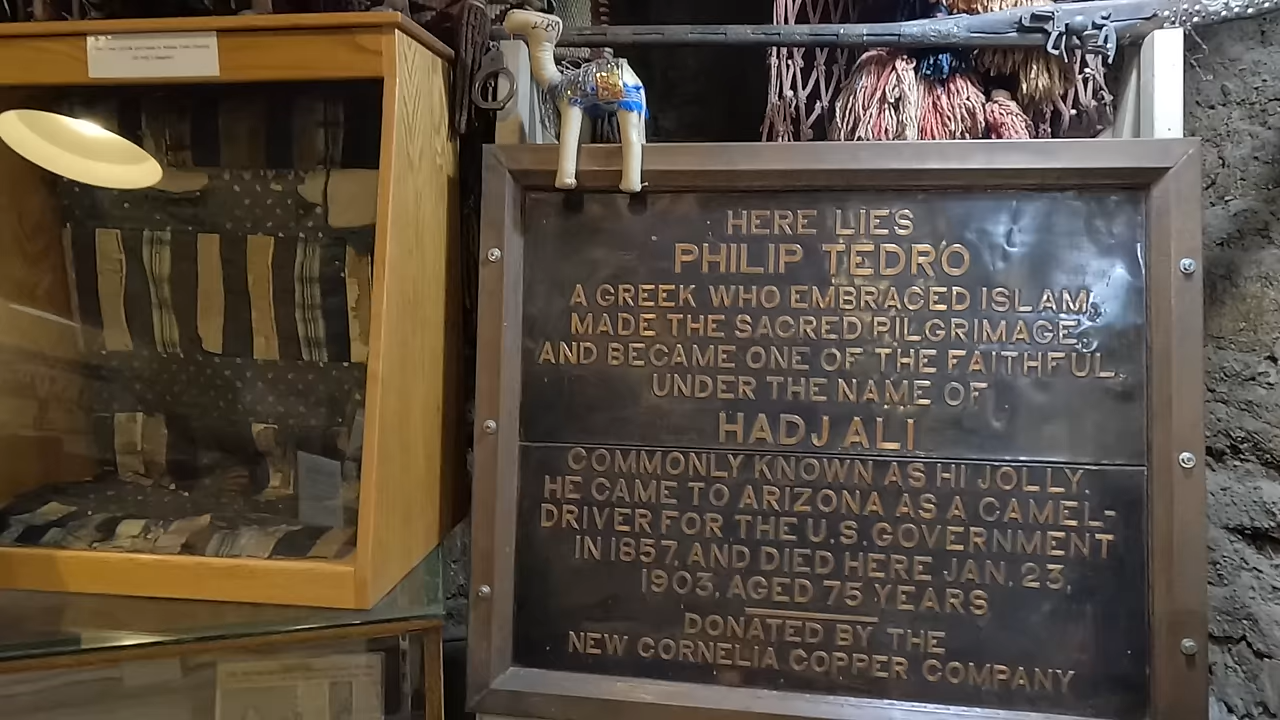 HERE LIES
PHILIP TEDRO
A GREEK WHO EMBRACED ISLAM,
MADE THE SACRED PILGRIMAGE,
AND BECAME ONE OF THE FAITHFUL,
UNDER THE NAME OF
HADJ ALI
COMMONLY KNOWN AS HI JOLLY.
HE CAME TO ARIZONA AS A CAMEL-
DRIVER FOR THE U.S. GOVERNMENT
IN 1857, AND DIED HERE JAN. 23,
1903, AGED 75 YEARS
DONATED BY THE
NEW CORNELIA COPPER COMPANY